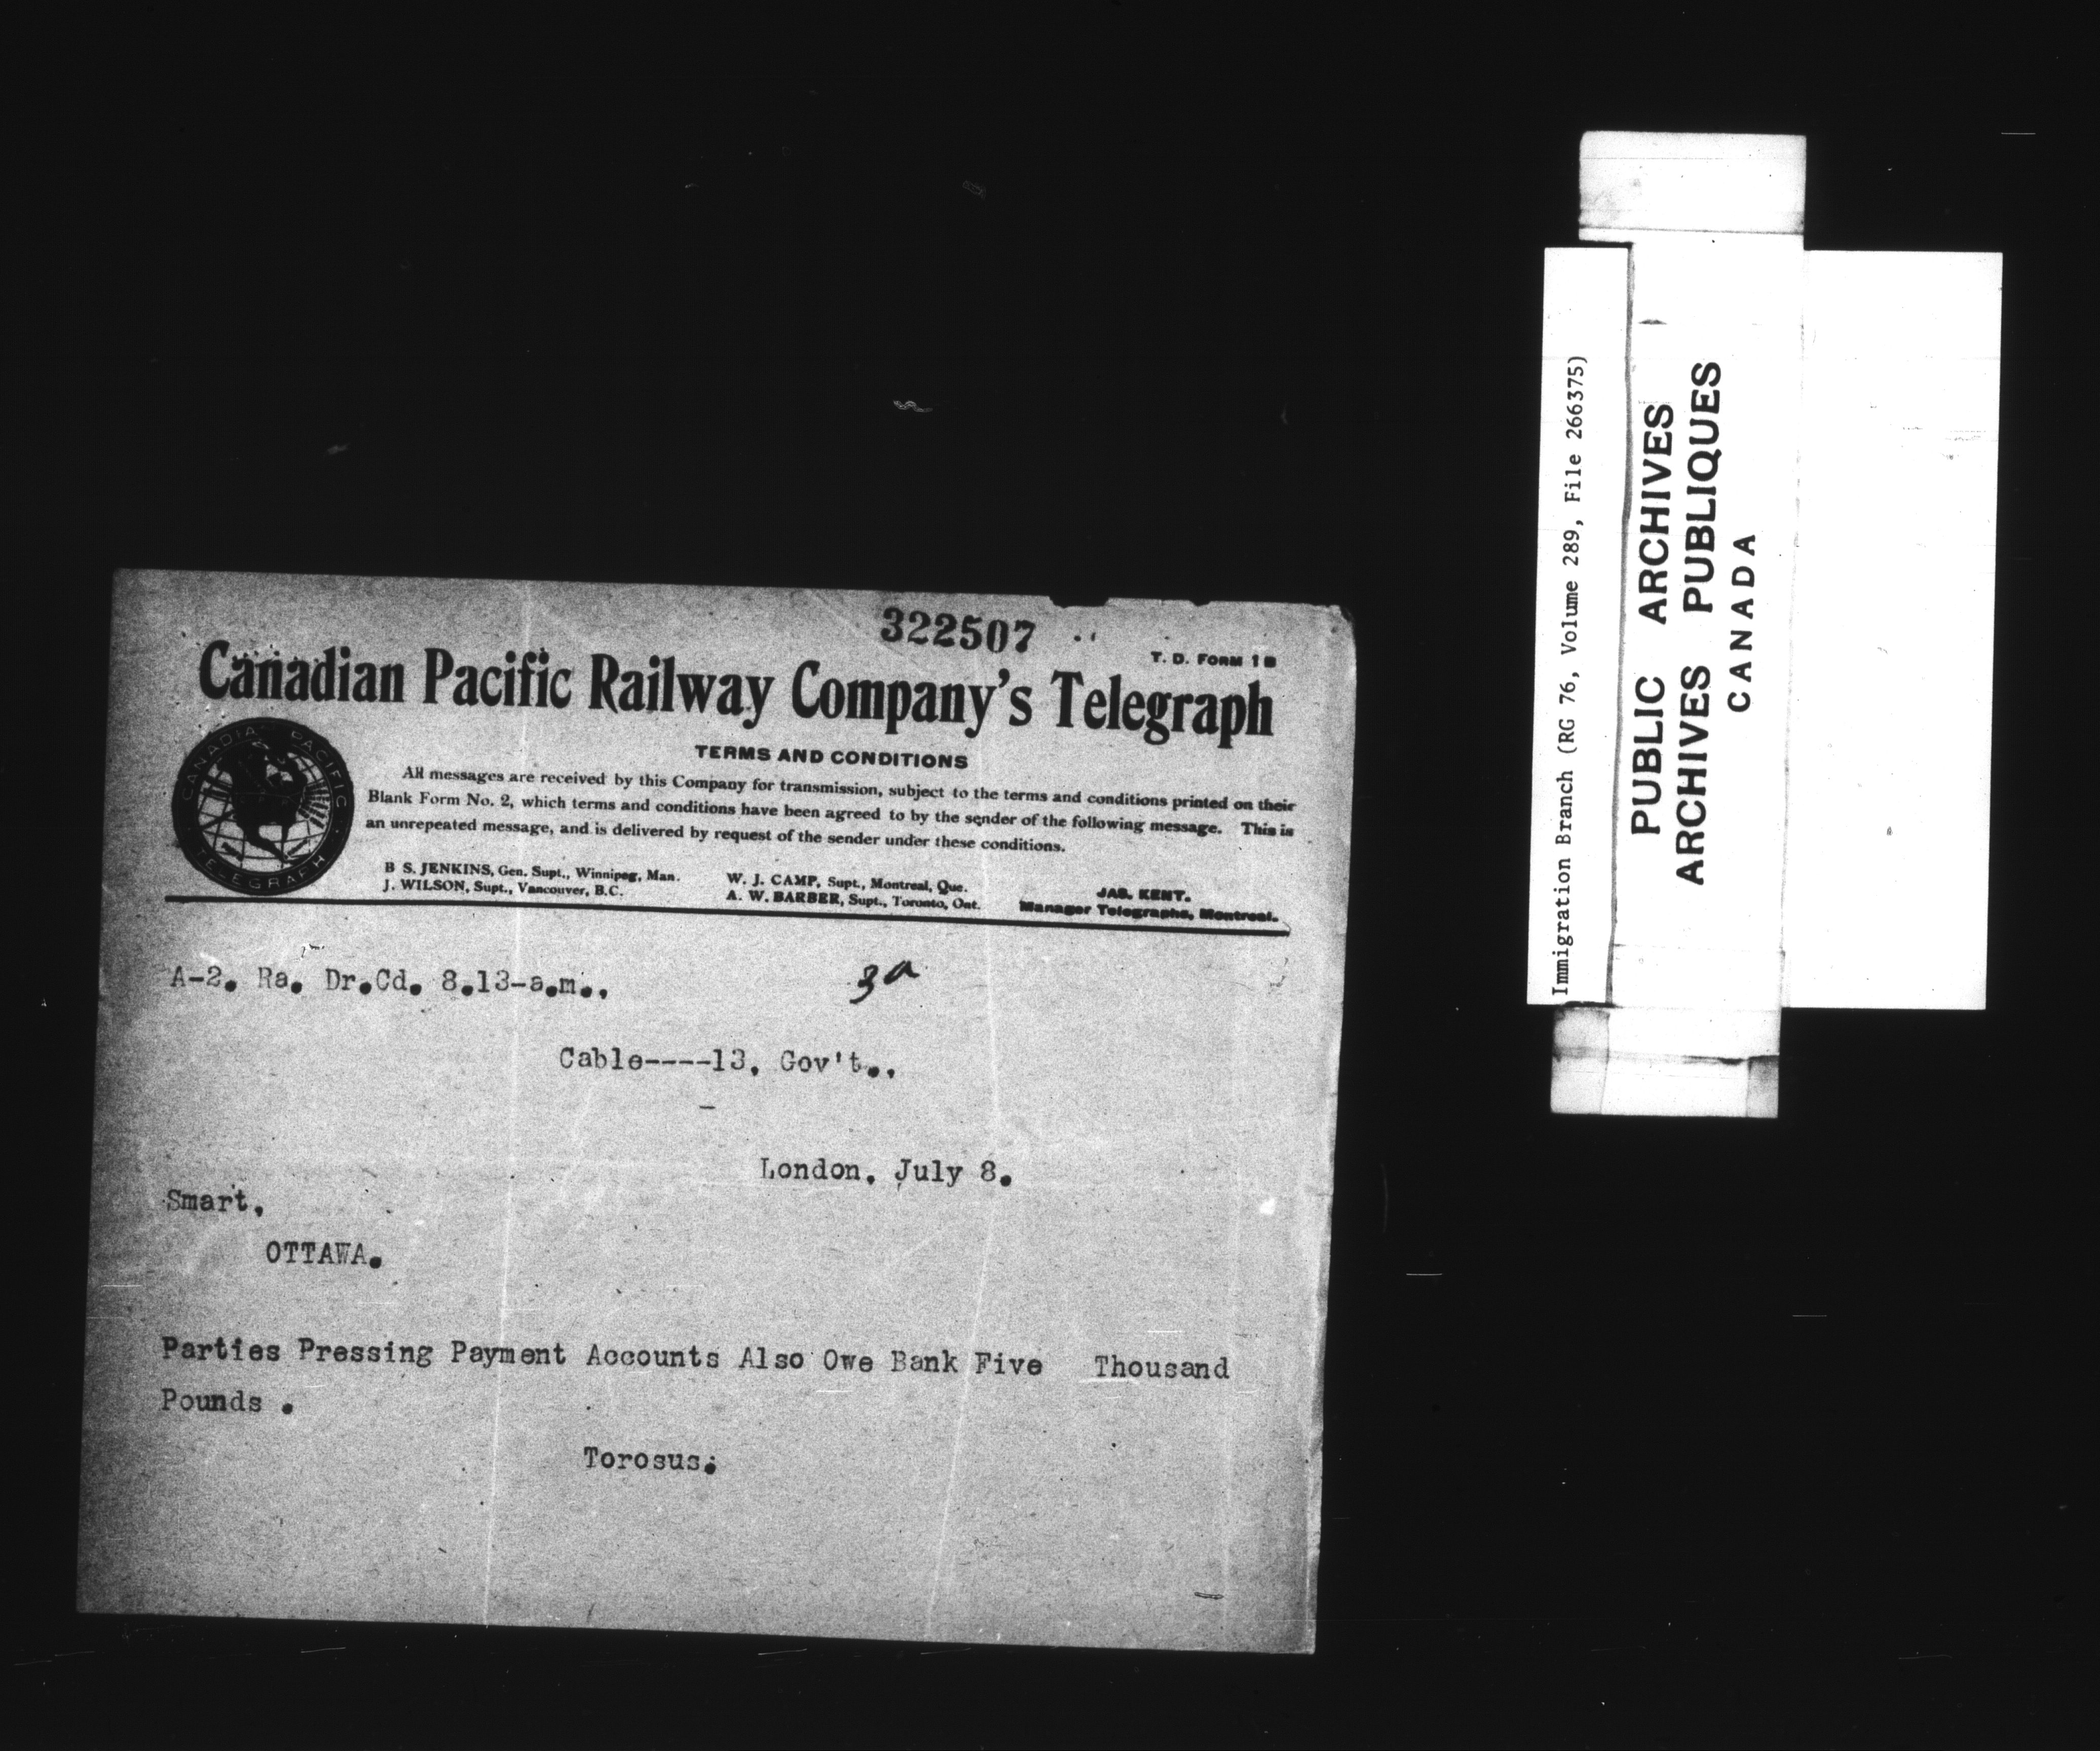 322507
T. D. FORM 1 B
Canadian Pacific Railway Company's Telegraph
CANADIAN PACIFIC
TELEGRAPH
TERMS AND CONDITIONS
All messages are received by this Company for transmission, subject to the terms and conditions printed on their
Blank Form No. 2, which terms and conditions have been agreed to by the sender of the following message. This is
an unrepeated message, and is delivered by request of the sender under these conditions.
B S. JENKINS, Gen. Supt., Winnipeg, Man.
J. WILSON, Supt., Vancouver, B.C.
W. J. CAMP, Supt., Montreal, Que.
A. W. BARBER, Supt., Toronto, Ont.
JAS. KENT.
Manager Telegraphs, Montreal.
A-2. Ra. Dr.Cd. 8.13-a.m.,
3a
Cable----13, Gov't.,
London, July 8.
Smart,
OTTAWA.
Parties Pressing Payment Accounts Also Owe Bank Five Thousand
Pounds .
Torosus.
Immigration Branch (RG 76, Volume 289, File 266375)
PUBLIC ARCHIVES
ARCHIVES PUBLIQUES
CANADA